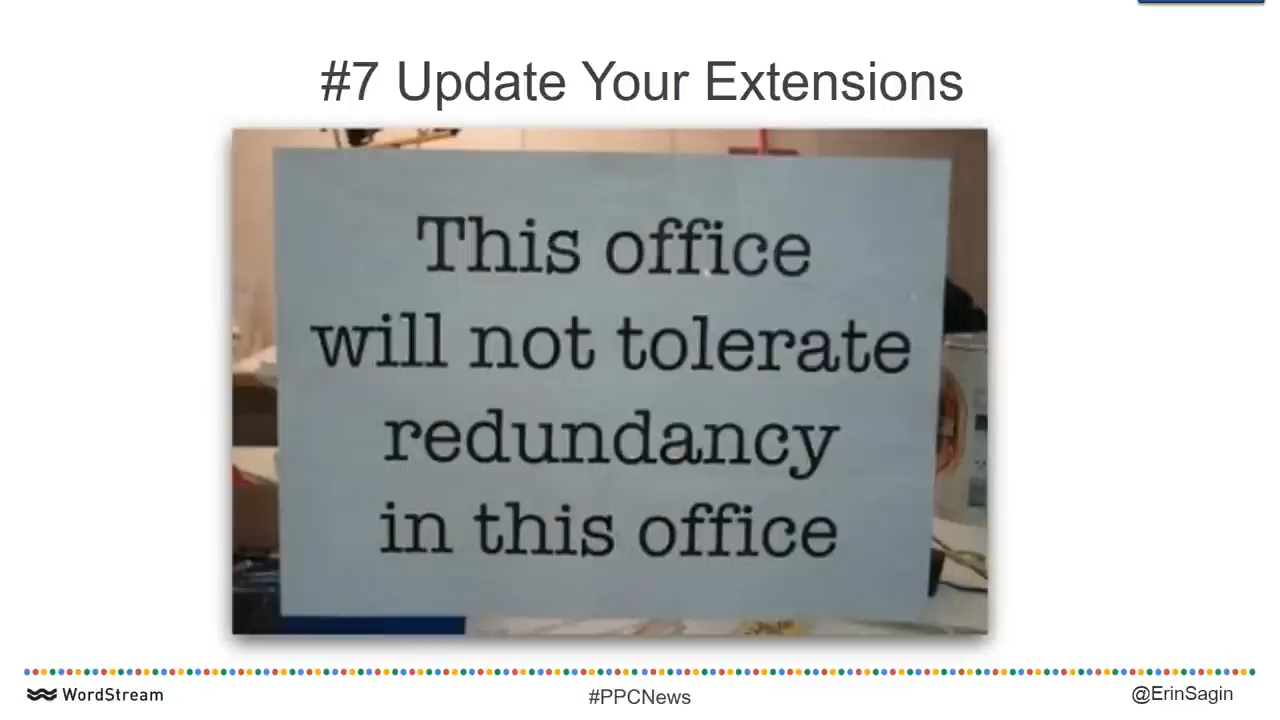 #7 Update Your Extensions
This office
will not tolerate
redundancy
in this office
WordStream
#PPCNews
@ErinSagin